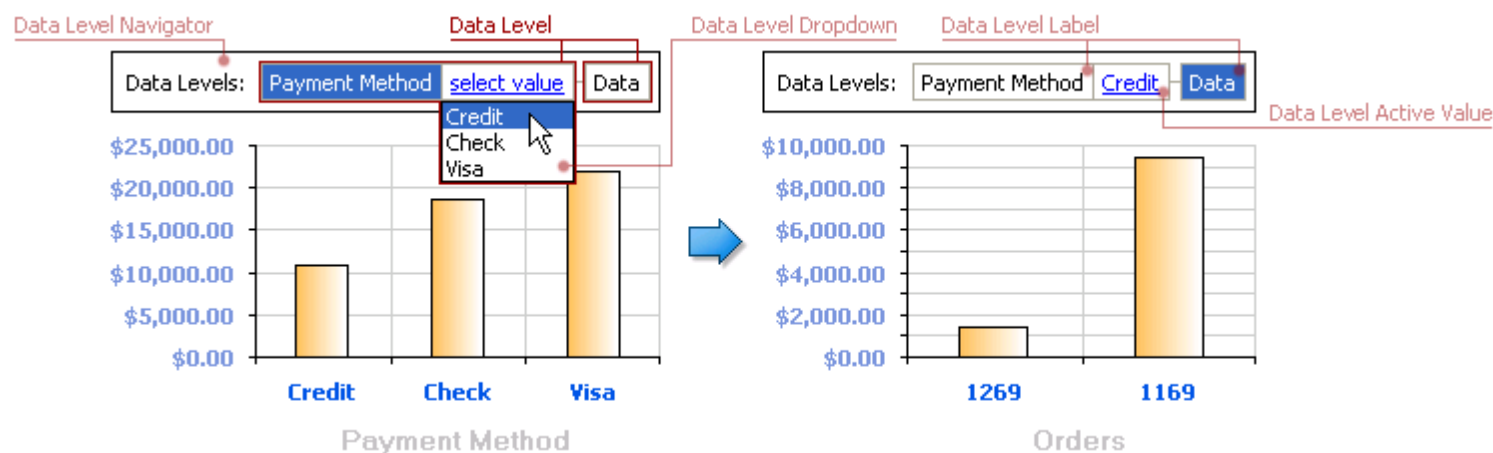 Data Level Navigator Data Level Data Level Dropdown Data Level Label
Data Levels: Payment Method select value Data Data Levels: Payment Method Credit Data
Credit
Data Level Active Value
Check
Visa
$25,000.00 $10,000.00
$20,000.00 $8,000.00
$15,000.00 $6,000.00
$10,000.00 $4,000.00
$5,000.00 $2,000.00
$0.00 $0.00
Credit Check Visa 1269 1169
Payment Method Orders